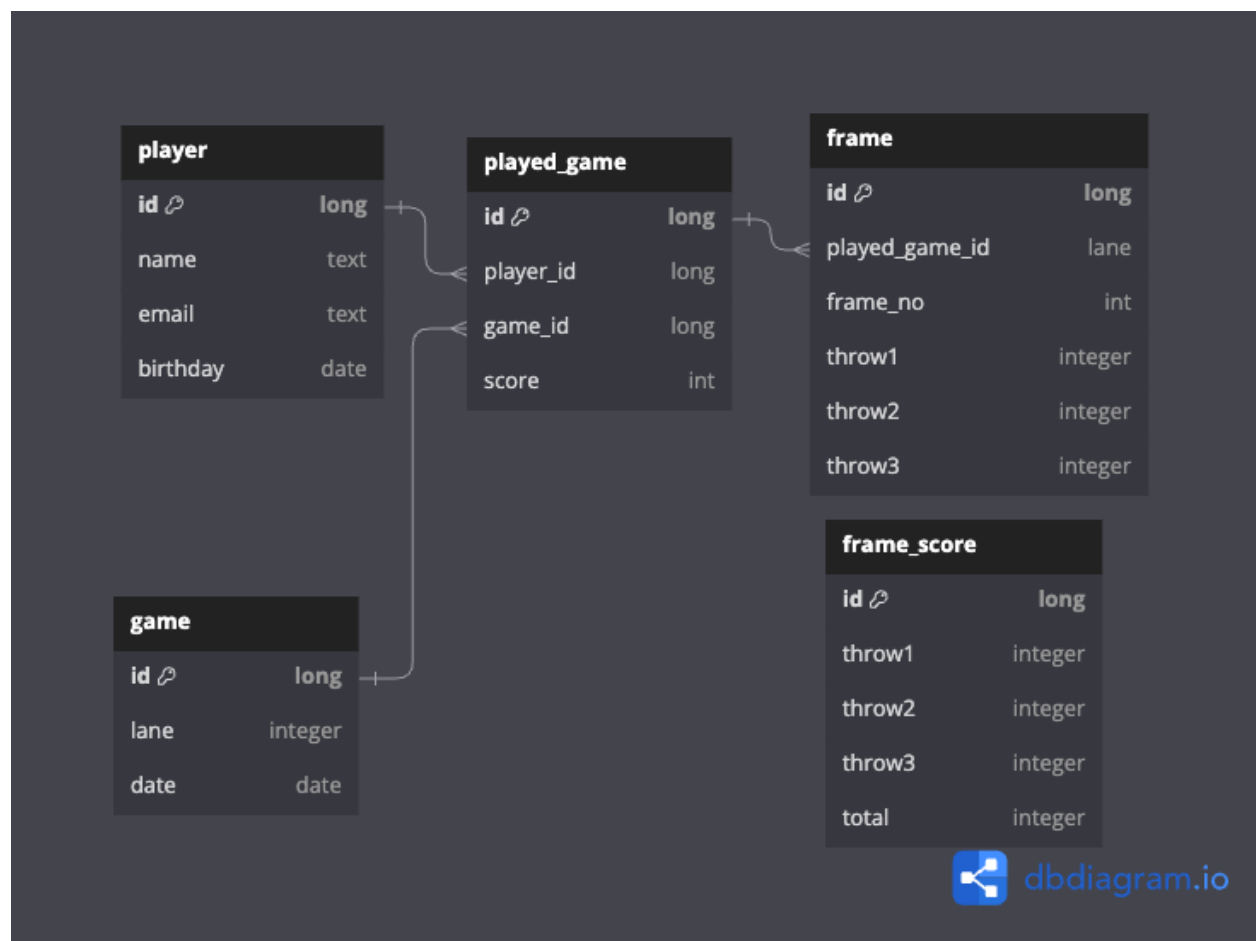 player
id long
name text
email text
birthday date
played_game
id long
player_id long
game_id long
score int
frame
id long
played_game_id lane
frame_no int
throw1 integer
throw2 integer
throw3 integer
game
id long
lane integer
date date
frame_score
id long
throw1 integer
throw2 integer
throw3 integer
total integer
dbdiagram.io